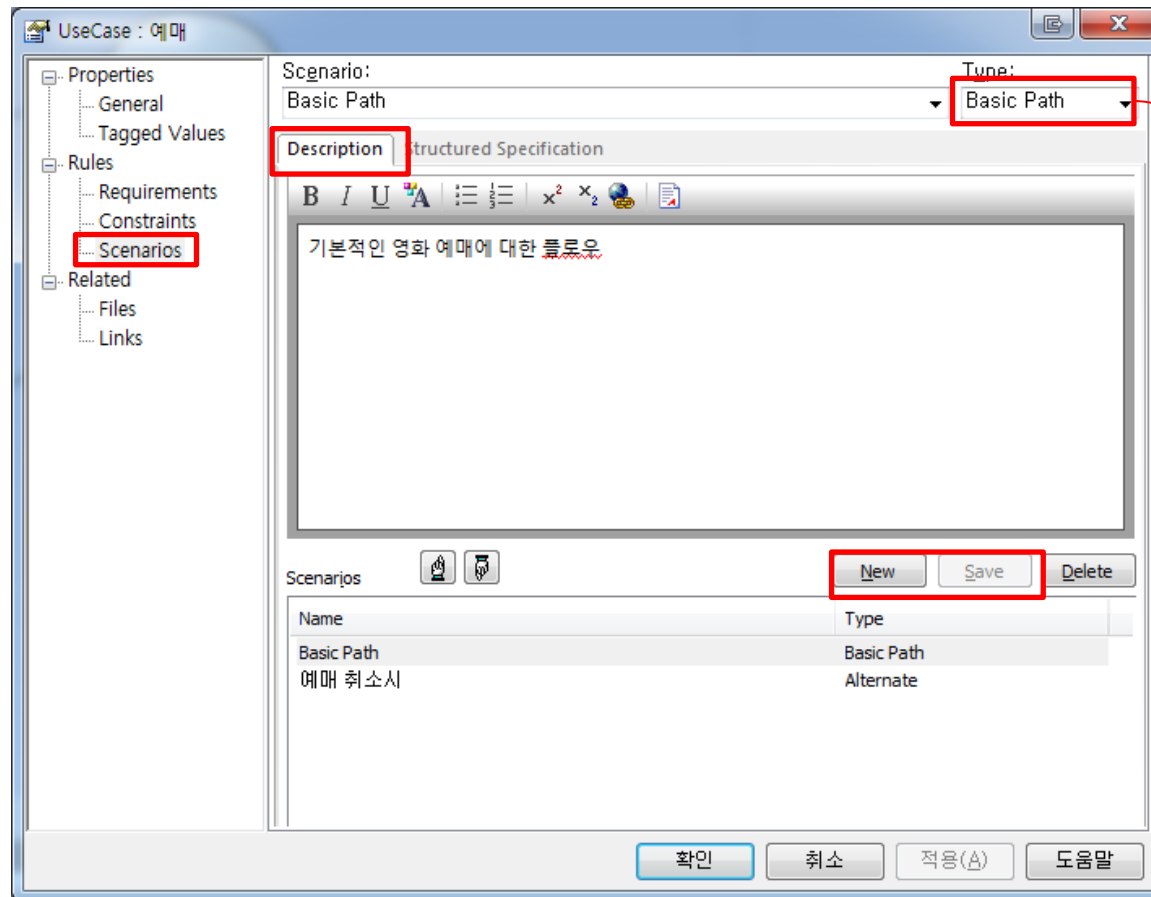 UseCase : 예매
Properties
General
Tagged Values
Rules
Requirements
Constraints
Scenarios
Related
Files
Links
Scenario: Type:
Basic Path Basic Path
Description Structured Specification
B I U A x² ×₂
기본적인 영화 예매에 대한 플로우
Scenarios New Save Delete
Name Type
Basic Path Basic Path
예매 취소시 Alternate
확인 취소 적용(A) 도움말